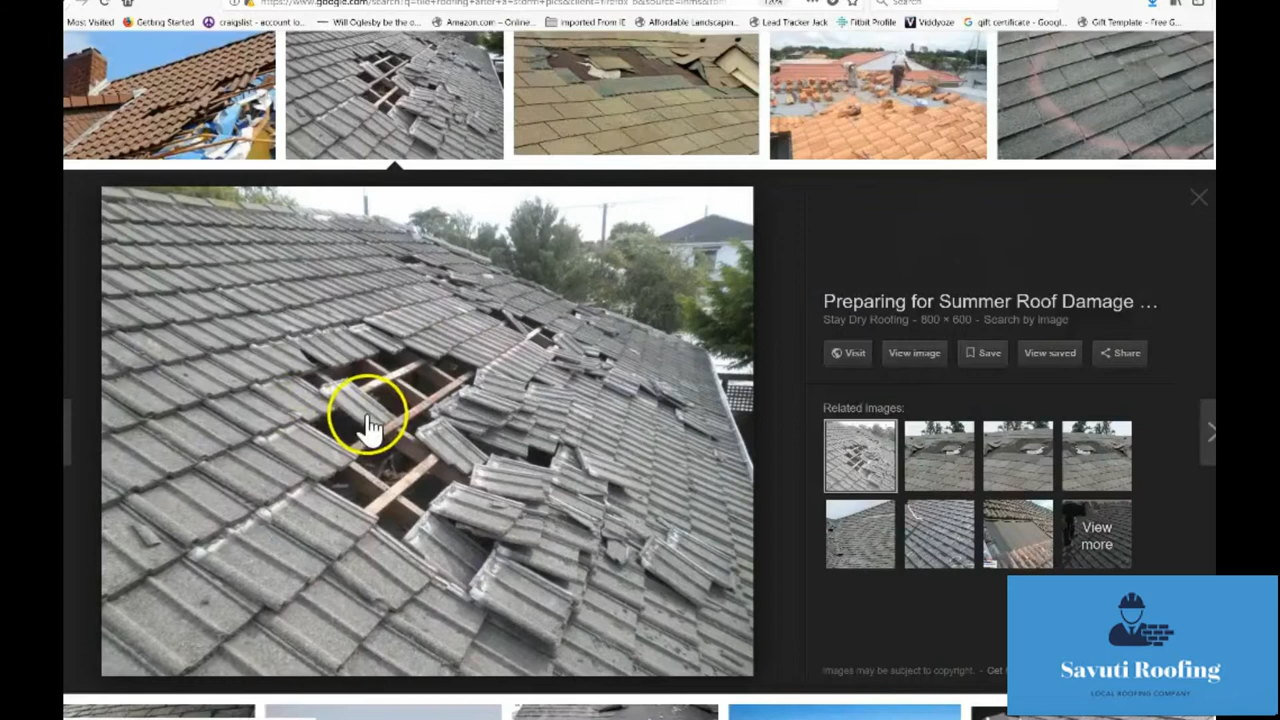 Search
Most Visited
Getting Started
craigslist - account lo...
Will Oglesby be the o...
Amazon.com – Online...
Imported From IE
Affordable Landscapin...
Lead Tracker Jack
Fitbit Profile
Viddyoze
gift certificate - Googl...
Gift Template - Free G...
Preparing for Summer Roof Damage ...
Stay Dry Roofing - 800 × 600 - Search by image
Visit
View image
Save
View saved
Share
Related images:
View
more
Images may be subject to copyright. - Get
Savuti Roofing
LOCAL ROOFING COMPANY